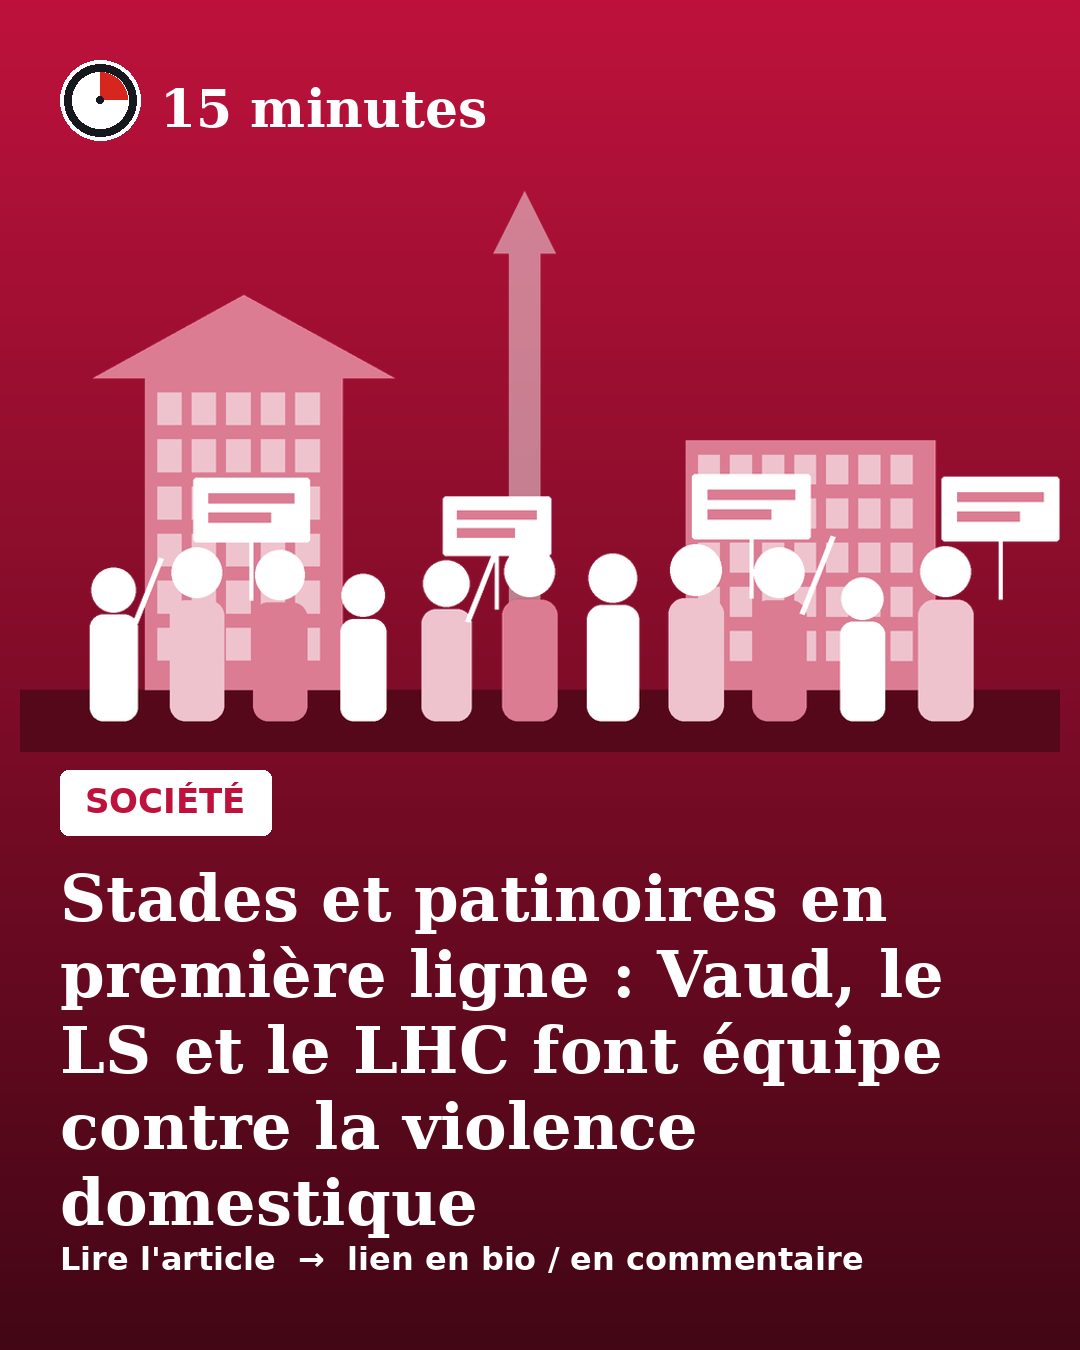 15 minutes
SOCIÉTÉ
Stades et patinoires en
première ligne : Vaud, le
LS et le LHC font équipe
contre la violence
domestique
Lire l'article → lien en bio / en commentaire